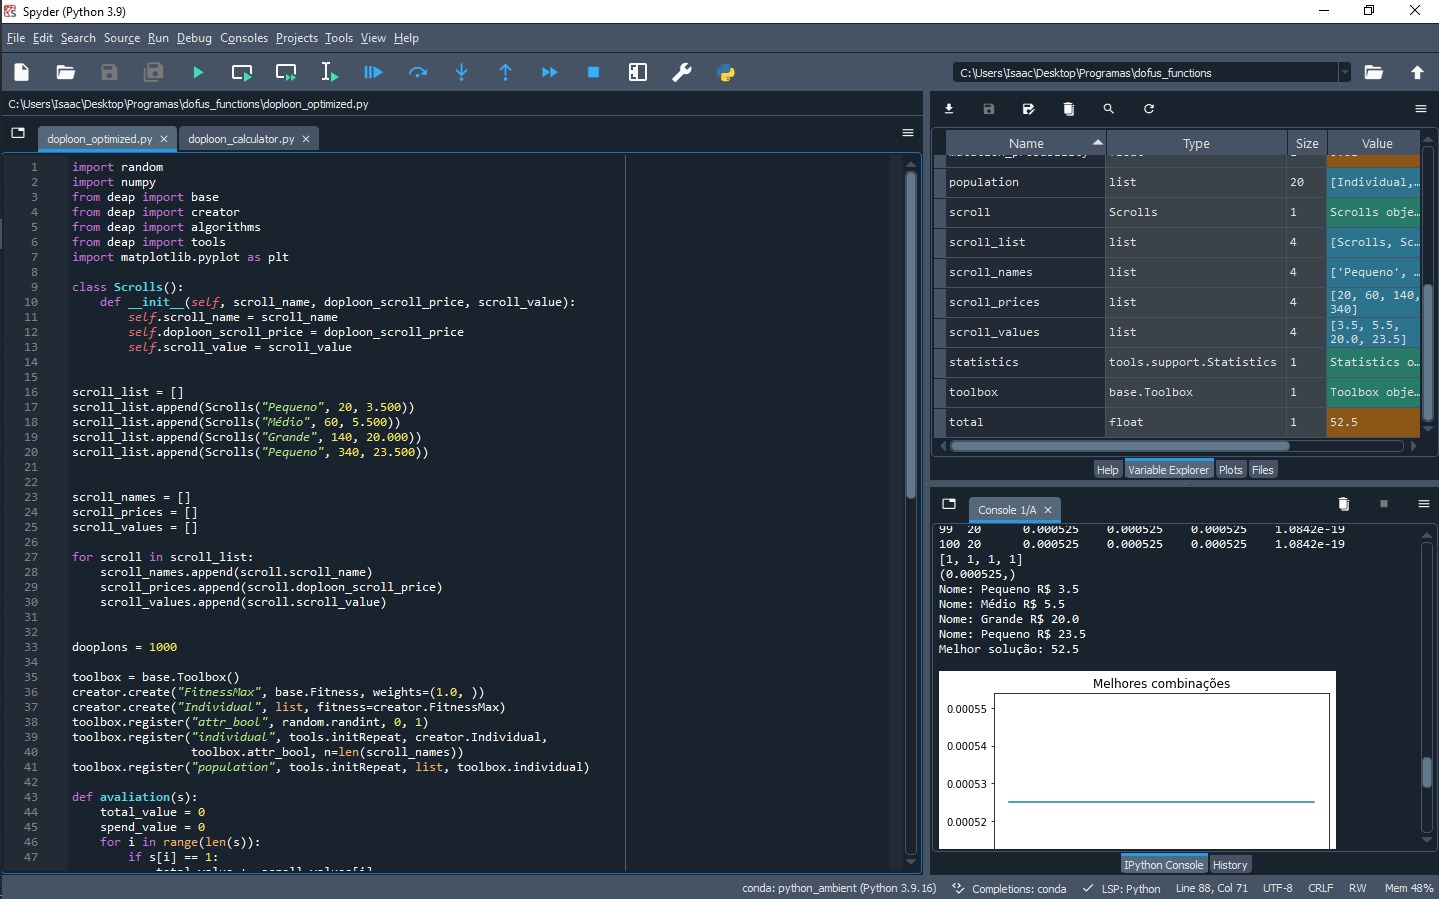 Spyder (Python 3.9)
File Edit Search Source Run Debug Consoles Projects Tools View Help
C:\Users\Isaac\Desktop\Programas\dofus_functions
C:\Users\Isaac\Desktop\Programas\dofus_functions\doploon_optimized.py
doploon_optimized.py
doploon_calculator.py
1 import random
2 import numpy
3 from deap import base
4 from deap import creator
5 from deap import algorithms
6 from deap import tools
7 import matplotlib.pyplot as plt
8
9 class Scrolls():
10 def __init__(self, scroll_name, doploon_scroll_price, scroll_value):
11 self.scroll_name = scroll_name
12 self.doploon_scroll_price = doploon_scroll_price
13 self.scroll_value = scroll_value
14
15
16 scroll_list = []
17 scroll_list.append(Scrolls("Pequeno", 20, 3.500))
18 scroll_list.append(Scrolls("Médio", 60, 5.500))
19 scroll_list.append(Scrolls("Grande", 140, 20.000))
20 scroll_list.append(Scrolls("Pequeno", 340, 23.500))
21
22
23 scroll_names = []
24 scroll_prices = []
25 scroll_values = []
26
27 for scroll in scroll_list:
28 scroll_names.append(scroll.scroll_name)
29 scroll_prices.append(scroll.doploon_scroll_price)
30 scroll_values.append(scroll.scroll_value)
31
32
33 dooplons = 1000
34
35 toolbox = base.Toolbox()
36 creator.create("FitnessMax", base.Fitness, weights=(1.0, ))
37 creator.create("Individual", list, fitness=creator.FitnessMax)
38 toolbox.register("attr_bool", random.randint, 0, 1)
39 toolbox.register("individual", tools.initRepeat, creator.Individual,
40 toolbox.attr_bool, n=len(scroll_names))
41 toolbox.register("population", tools.initRepeat, list, toolbox.individual)
42
43 def avaliation(s):
44 total_value = 0
45 spend_value = 0
46 for i in range(len(s)):
47 if s[i] == 1:
Name Type Size Value
population list 20 [Individual,…
scroll Scrolls 1 Scrolls obje…
scroll_list list 4 [Scrolls, Sc…
scroll_names list 4 ['Pequeno', …
scroll_prices list 4 [20, 60, 140,
340]
scroll_values list 4 [3.5, 5.5,
20.0, 23.5]
statistics tools.support.Statistics 1 Statistics o…
toolbox base.Toolbox 1 Toolbox obje…
total float 1 52.5
Help Variable Explorer Plots Files
Console 1/A
99 20 0.000525 0.000525 0.000525 1.0842e-19
100 20 0.000525 0.000525 0.000525 1.0842e-19
[1, 1, 1, 1]
(0.000525,)
Nome: Pequeno R$ 3.5
Nome: Médio R$ 5.5
Nome: Grande R$ 20.0
Nome: Pequeno R$ 23.5
Melhor solução: 52.5
Melhores combinações
0.00055
0.00054
0.00053
0.00052
IPython Console History
conda: python_ambient (Python 3.9.16) Completions: conda LSP: Python Line 88, Col 71 UTF-8 CRLF RW Mem 48%